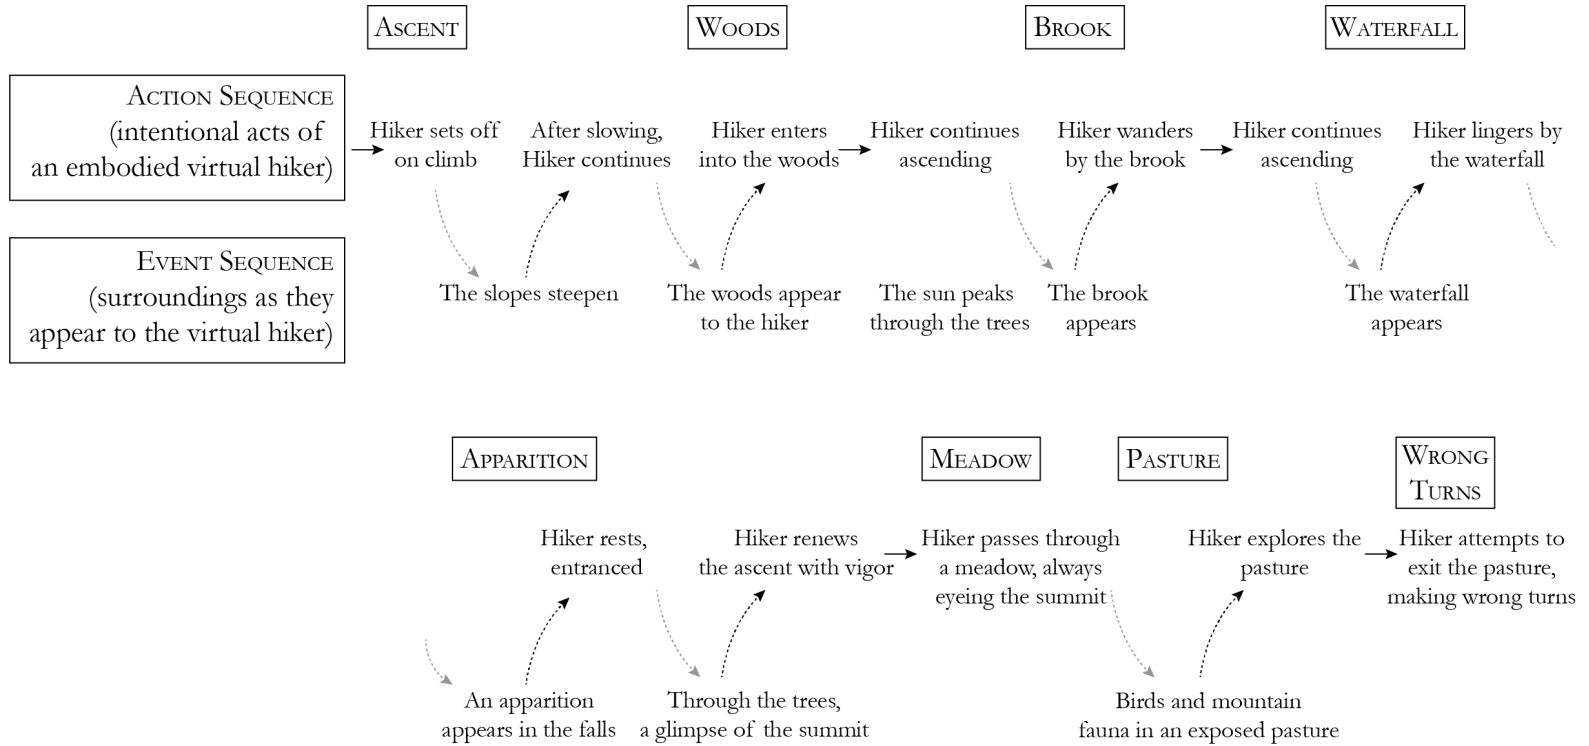 ASCENT
WOODS
BROOK
WATERFALL
ACTION SEQUENCE
(intentional acts of
an embodied virtual hiker)
Hiker sets off
on climb
After slowing,
Hiker continues
Hiker enters
into the woods
Hiker continues
ascending
Hiker wanders
by the brook
Hiker continues
ascending
Hiker lingers by
the waterfall
EVENT SEQUENCE
(surroundings as they
appear to the virtual hiker)
The slopes steepen
The woods appear
to the hiker
The sun peaks
through the trees
The brook
appears
The waterfall
appears
APPARITION
MEADOW
PASTURE
WRONG
TURNS
Hiker rests,
entranced
Hiker renews
the ascent with vigor
Hiker passes through
a meadow, always
eyeing the summit
Hiker explores the
pasture
Hiker attempts to
exit the pasture,
making wrong turns
An apparition
appears in the falls
Through the trees,
a glimpse of the summit
Birds and mountain
fauna in an exposed pasture